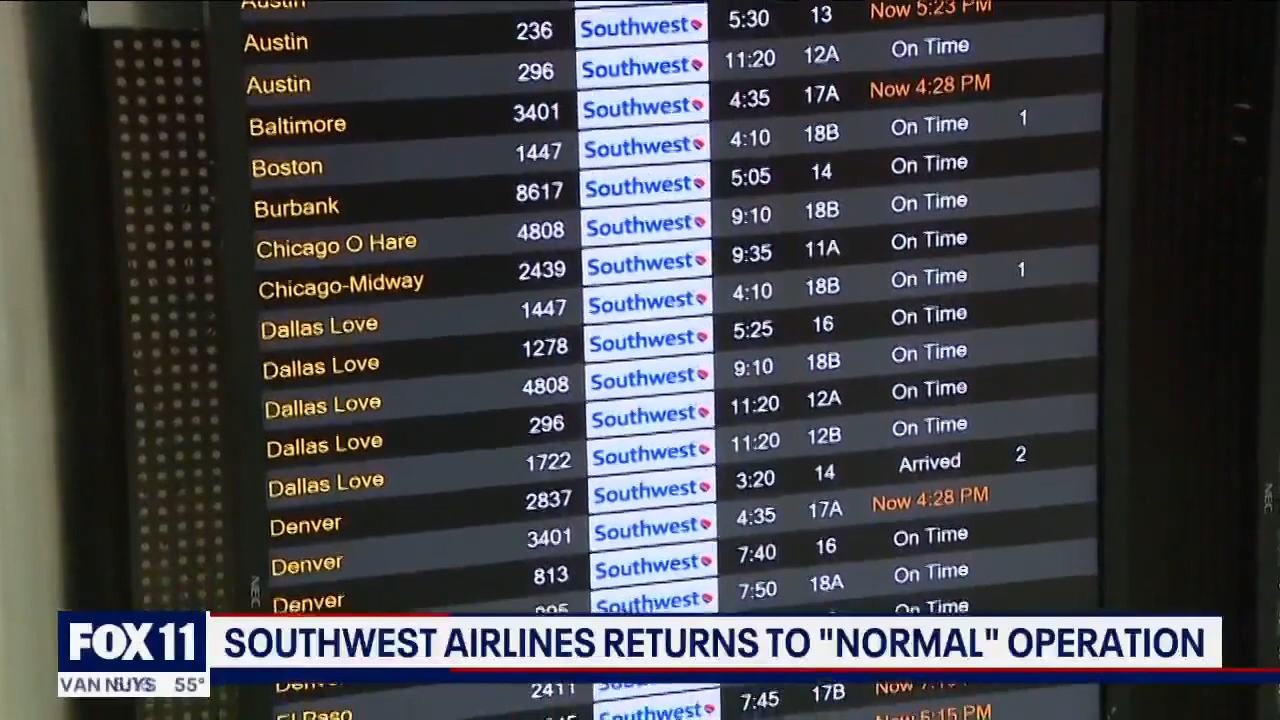 Austin
Austin 236 Southwest 5:30 13 Now 5:23 PM
Austin 296 Southwest 11:20 12A On Time
Baltimore 3401 Southwest 4:35 17A Now 4:28 PM
Boston 1447 Southwest 4:10 18B On Time 1
Burbank 8617 Southwest 5:05 14 On Time
Chicago O Hare 4808 Southwest 9:10 18B On Time
Chicago-Midway 2439 Southwest 9:35 11A On Time
Dallas Love 1447 Southwest 4:10 18B On Time 1
Dallas Love 1278 Southwest 5:25 16 On Time
Dallas Love 4808 Southwest 9:10 18B On Time
Dallas Love 296 Southwest 11:20 12A On Time
Dallas Love 1722 Southwest 11:20 12B On Time
Denver 2837 Southwest 3:20 14 Arrived 2
Denver 3401 Southwest 4:35 17A Now 4:28 PM
Denver 813 Southwest 7:40 16 On Time
Southwest 7:50 18A On Time
On Time
NEC
NEC
FOX 11
SOUTHWEST AIRLINES RETURNS TO "NORMAL" OPERATION
VAN NUYS 55°
Denver 2411 Southwest 7:45 17B Now
El Paso Southwest 5:15 PM